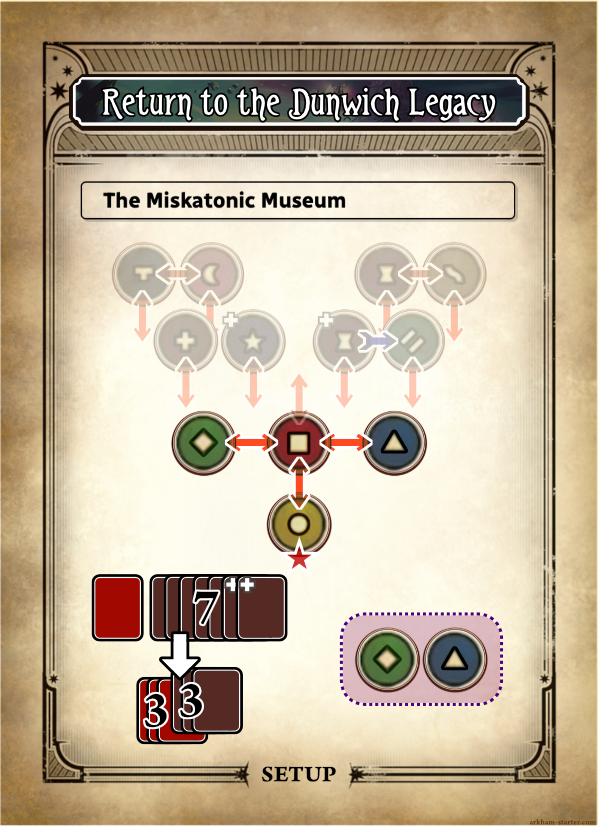 Return to the Dunwich Legacy
The Miskatonic Museum
7
3 3
SETUP
arkham-starter.com